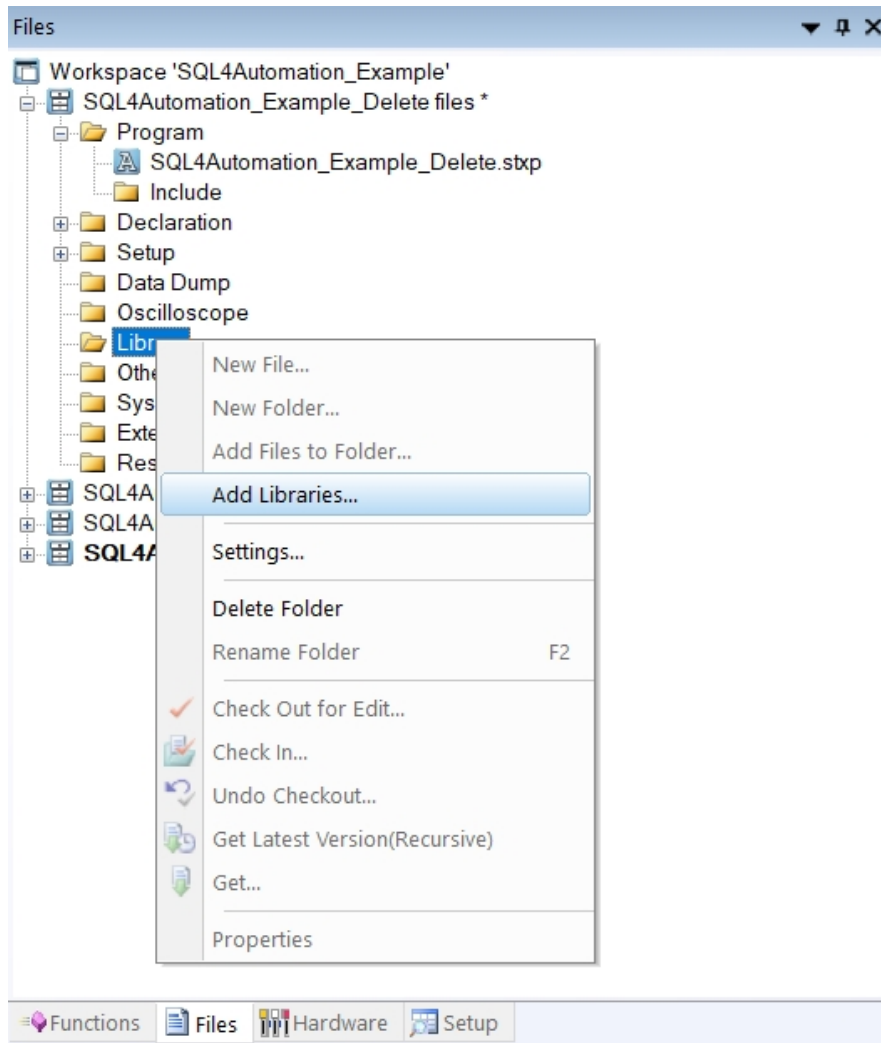 Files
Workspace 'SQL4Automation_Example'
SQL4Automation_Example_Delete files *
Program
SQL4Automation_Example_Delete.stxp
Include
Declaration
Setup
Data Dump
Oscilloscope
Libr
Othe
Sys
Exte
Res
SQL4A
SQL4A
SQL4A
New File...
New Folder...
Add Files to Folder...
Add Libraries...
Settings...
Delete Folder
Rename Folder F2
Check Out for Edit...
Check In...
Undo Checkout...
Get Latest Version(Recursive)
Get...
Properties
Functions Files Hardware Setup